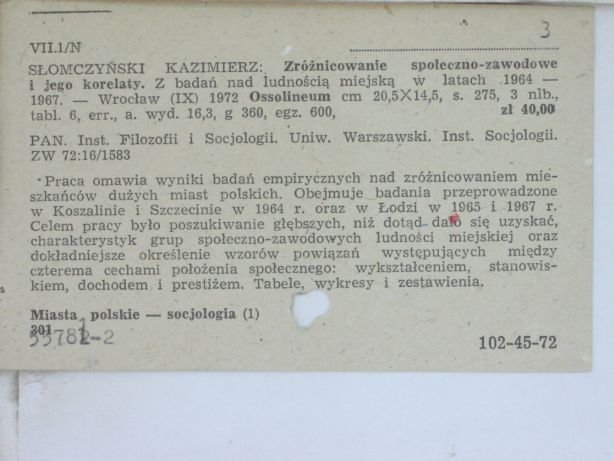 3
VII.1/N
SŁOMCZYŃSKI KAZIMIERZ: Zróżnicowanie społeczno-zawodowe
i jego korelaty. Z badań nad ludnością miejską w latach 1964 —
1967. — Wrocław (IX) 1972 Ossolineum cm 20,5×14,5, s. 275, 3 nlb.,
tabl. 6, err., a. wyd. 16,3, g 360, egz. 600, zł 40,00
PAN. Inst. Filozofii i Socjologii. Uniw. Warszawski. Inst. Socjologii.
ZW 72:16/1583
Praca omawia wyniki badań empirycznych nad zróżnicowaniem mie-
szkańców dużych miast polskich. Obejmuje badania przeprowadzone
w Koszalinie i Szczecinie w 1964 r. oraz w Łodzi w 1965 i 1967 r.
Celem pracy było poszukiwanie głębszych, niż dotąd dało się uzyskać,
charakterystyk grup społeczno-zawodowych ludności miejskiej oraz
dokładniejsze określenie wzorów powiązań występujących między
czterema cechami położenia społecznego: wykształceniem, stanowis-
kiem, dochodem i prestiżem. Tabele, wykresy i zestawienia.
Miasta polskie — socjologia (1)
301
102-45-72